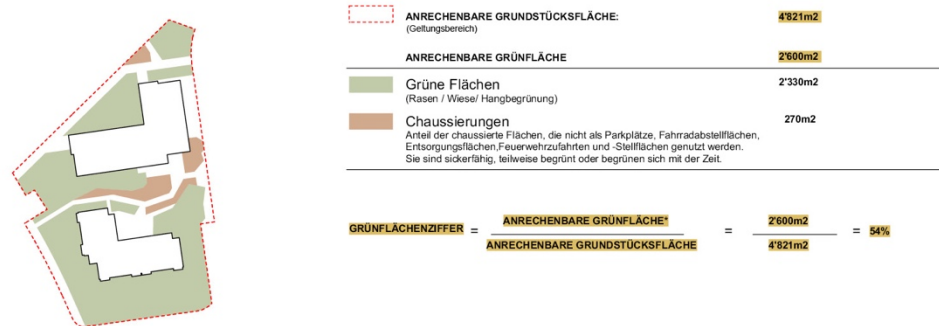 ANRECHENBARE GRUNDSTÜCKSFLÄCHE: 4'821m2
(Geltungsbereich)
ANRECHENBARE GRÜNFLÄCHE 2'600m2
Grüne Flächen 2'330m2
(Rasen / Wiese/ Hangbegrünung)
Chaussierungen 270m2
Anteil der chaussierte Flächen, die nicht als Parkplätze, Fahrradabstellflächen,
Entsorgungsflächen,Feuerwehrzufahrten und -Stellflächen genutzt werden.
Sie sind sickerfähig, teilweise begrünt oder begrünen sich mit der Zeit.
ANRECHENBARE GRÜNFLÄCHE* 2'600m2
GRÜNFLÄCHENZIFFER = = = 54%
ANRECHENBARE GRUNDSTÜCKSFLÄCHE 4'821m2